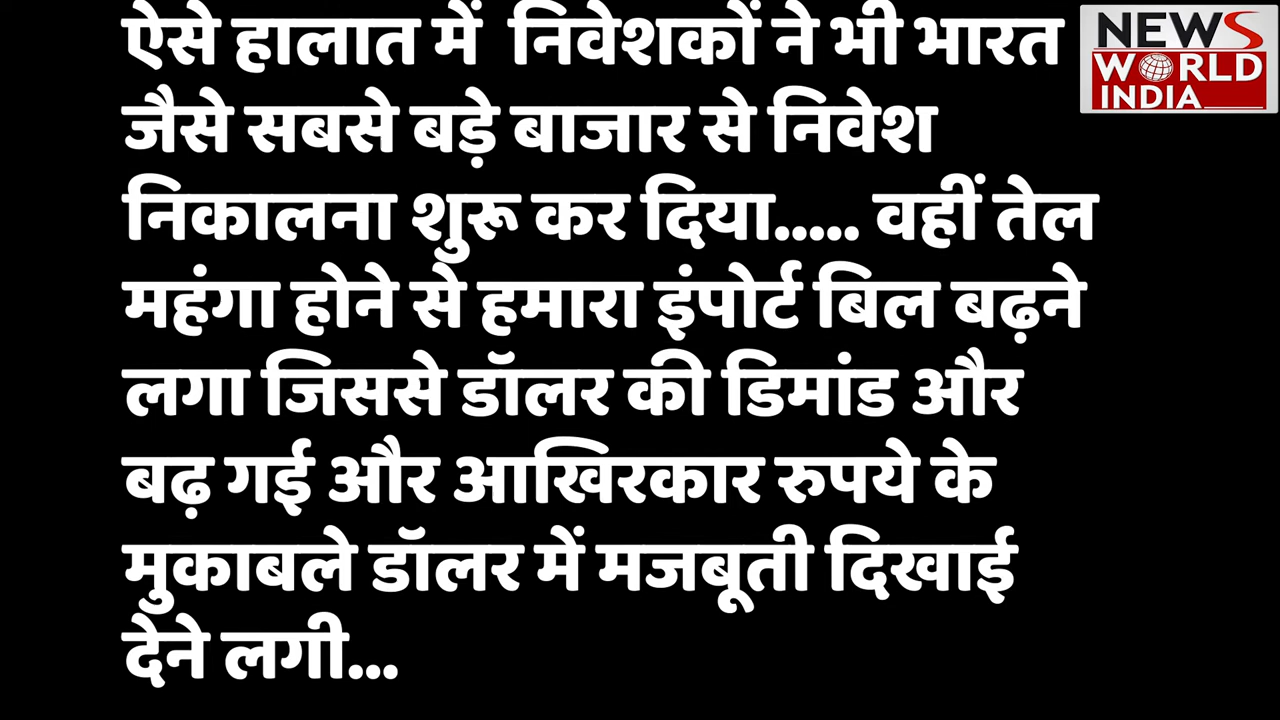 ऐसे हालात में निवेशकों ने भी भारत
जैसे सबसे बड़े बाजार से निवेश
निकालना शुरू कर दिया..... वहीं तेल
महंगा होने से हमारा इंपोर्ट बिल बढ़ने
लगा जिससे डॉलर की डिमांड और
बढ़ गई और आखिरकार रुपये के
मुकाबले डॉलर में मजबूती दिखाई
देने लगी...
NEWS
WORLD
INDIA